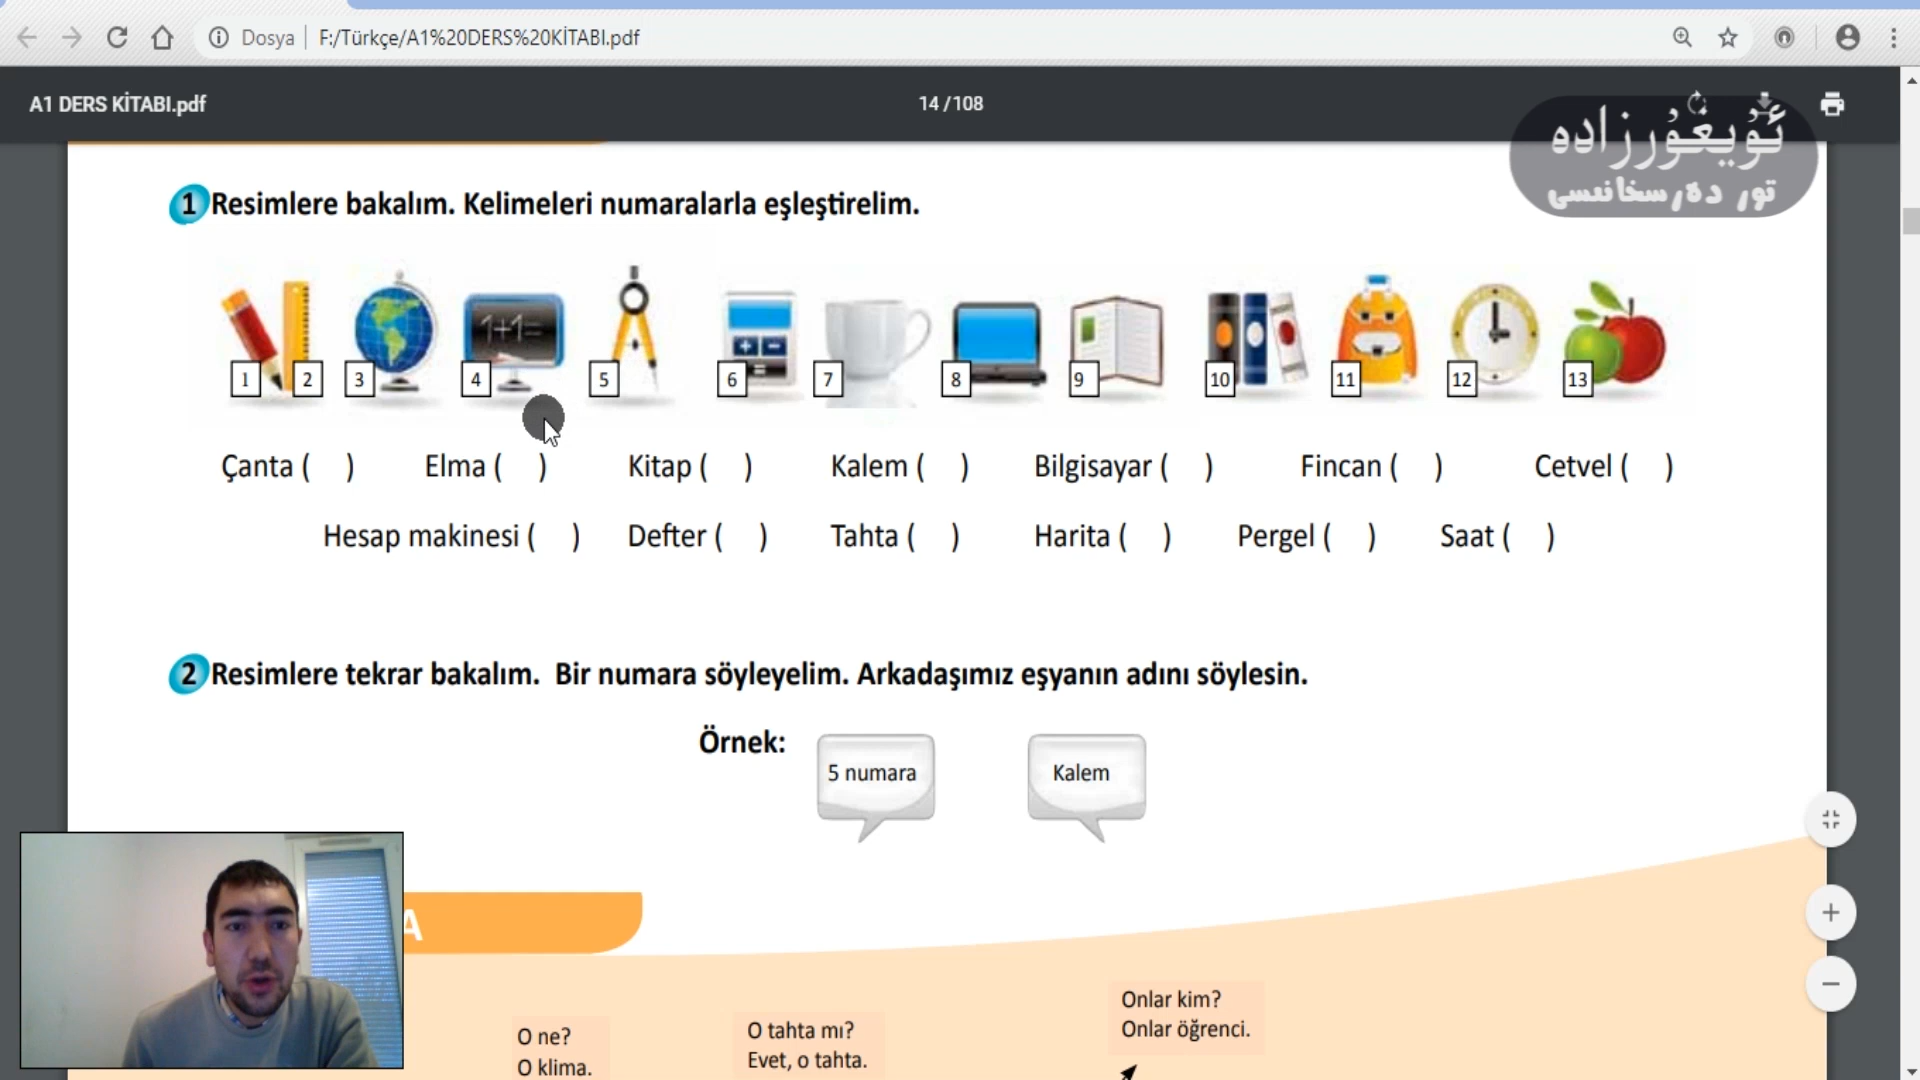 Dosya
F:/Türkçe/A1%20DERS%20KİTABI.pdf
A1 DERS KİTABI.pdf
14 / 108
ئۇيغۇرزادە
تور دەرسخانىسى
1 Resimlere bakalım. Kelimeleri numaralarla eşleştirelim.
1+1=
1 2 3 4 5 6 7 8 9 10 11 12 13
Çanta ( ) Elma ( ) Kitap ( ) Kalem ( ) Bilgisayar ( ) Fincan ( ) Cetvel ( )
Hesap makinesi ( ) Defter ( ) Tahta ( ) Harita ( ) Pergel ( ) Saat ( )
2 Resimlere tekrar bakalım. Bir numara söyleyelim. Arkadaşımız eşyanın adını söylesin.
Örnek:
5 numara
Kalem
A
O ne?
O klima.
O tahta mı?
Evet, o tahta.
Onlar kim?
Onlar öğrenci.